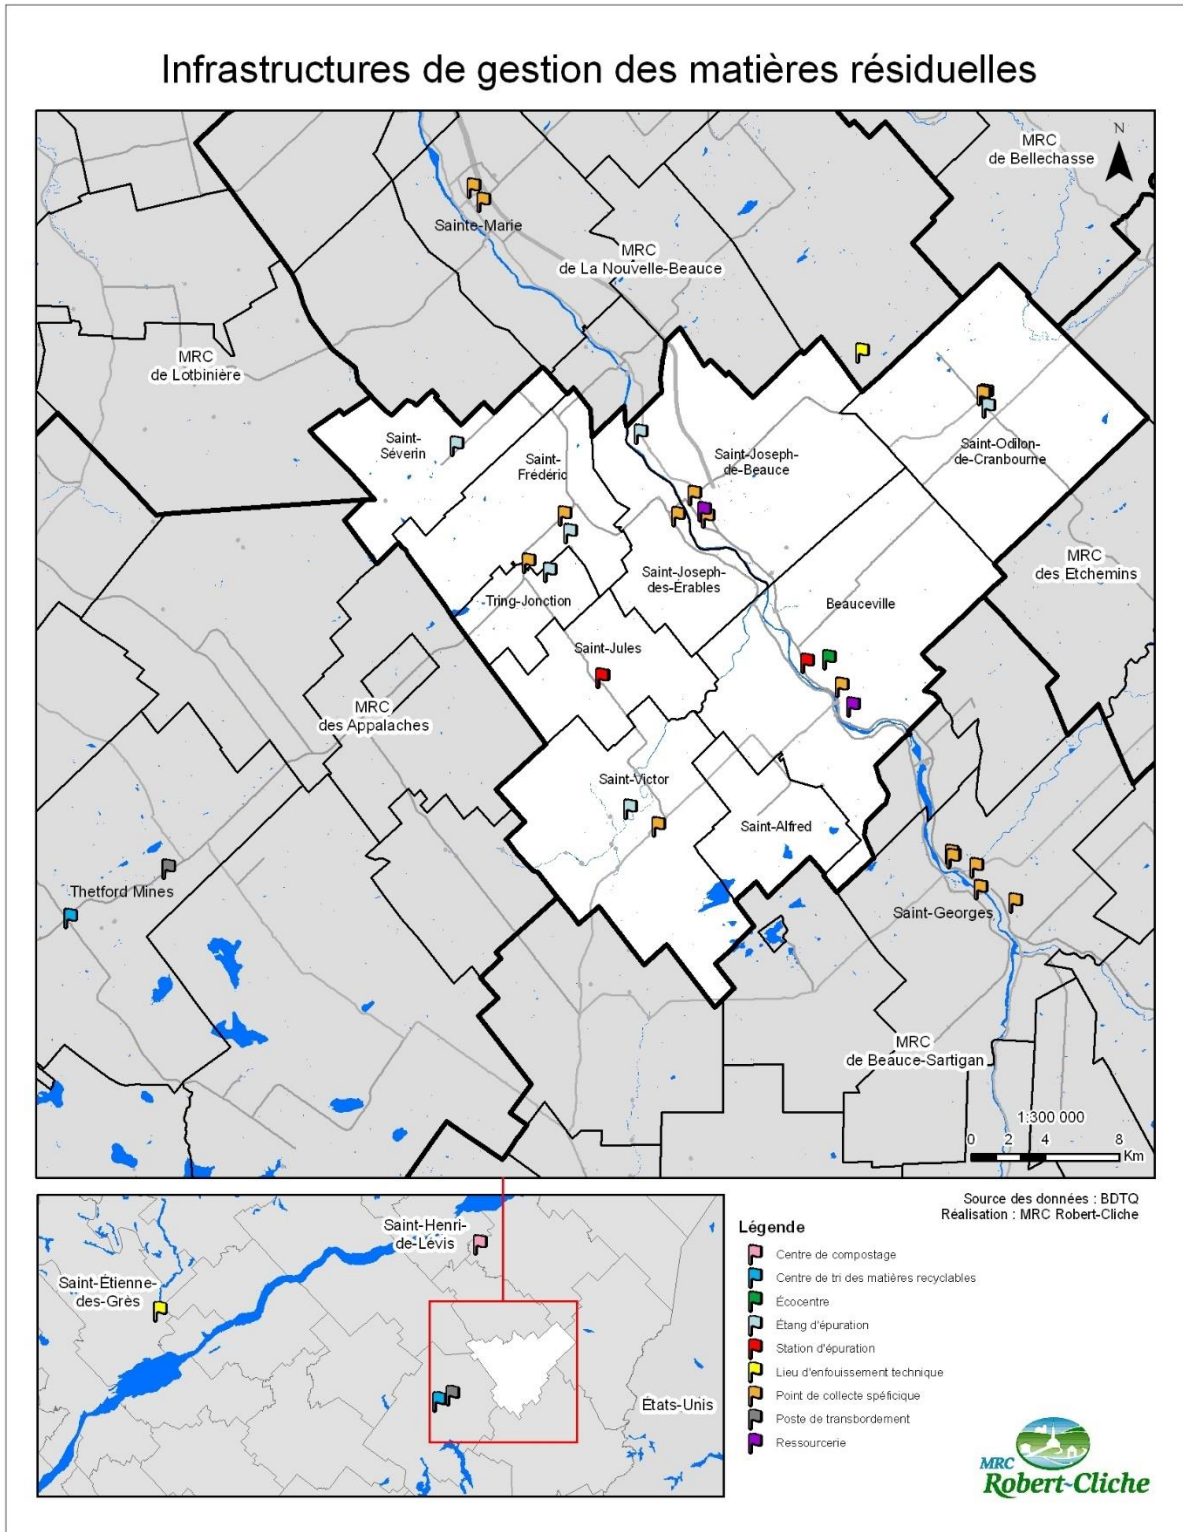 Infrastructures de gestion des matières résiduelles
N
MRC
de Bellechasse
Sainte-Marie
MRC
de La Nouvelle-Beauce
MRC
de Lotbinière
Saint-
Séverin
Saint-
Frédéric
Saint-Joseph-
de-Beauce
Saint-Odilon-
de-Cranbourne
MRC
des Etchemins
Saint-Joseph-
des-Érables
Tring-Jonction
Beauceville
Saint-Jules
MRC
des Appalaches
Saint-Victor
Saint-Alfred
Thetford Mines
Saint-Georges
MRC
de Beauce-Sartigan
1:300 000
0 2 4 8
Km
Source des données : BDTQ
Réalisation : MRC Robert-Cliche
Saint-Henri-
de-Lévis
Saint-Étienne-
des-Grès
États-Unis
Légende
Centre de compostage
Centre de tri des matières recyclables
Écocentre
Étang d'épuration
Station d'épuration
Lieu d'enfouissement technique
Point de collecte spéficique
Poste de transbordement
Ressourcerie
MRC
Robert-Cliche